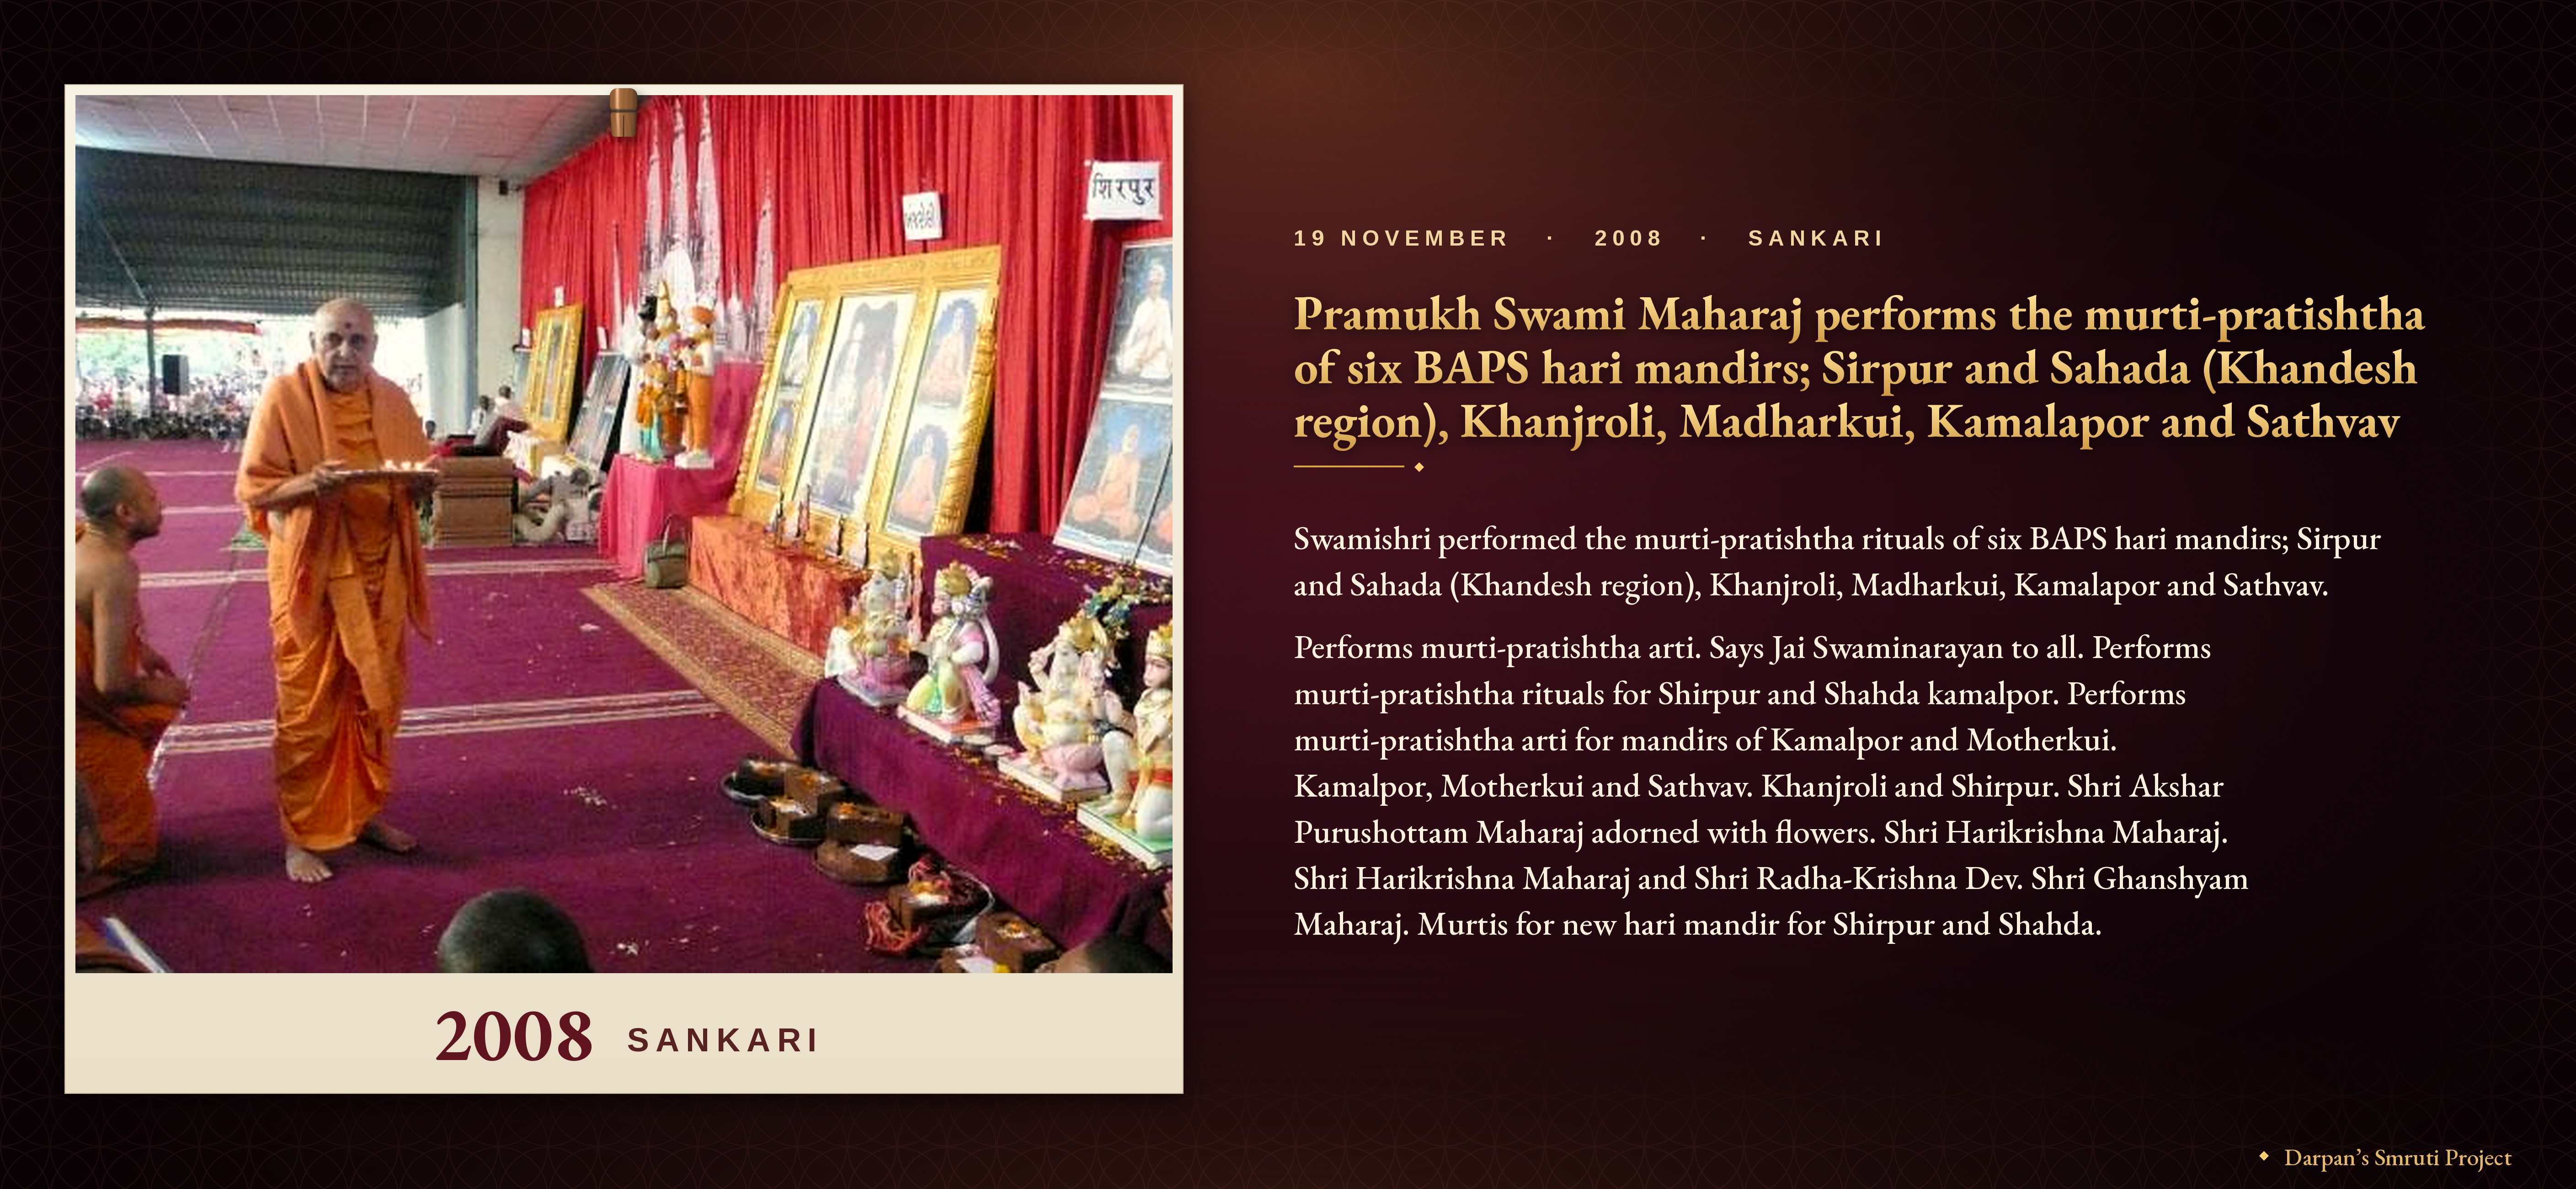 शिरपुर
2008 SANKARI
19 NOVEMBER · 2008 · SANKARI
Pramukh Swami Maharaj performs the murti-pratishtha
of six BAPS hari mandirs; Sirpur and Sahada (Khandesh
region), Khanjroli, Madharkui, Kamalapor and Sathvav
Swamishri performed the murti-pratishtha rituals of six BAPS hari mandirs; Sirpur
and Sahada (Khandesh region), Khanjroli, Madharkui, Kamalapor and Sathvav.
Performs murti-pratishtha arti. Says Jai Swaminarayan to all. Performs
murti-pratishtha rituals for Shirpur and Shahda kamalpor. Performs
murti-pratishtha arti for mandirs of Kamalpor and Motherkui.
Kamalpor, Motherkui and Sathvav. Khanjroli and Shirpur. Shri Akshar
Purushottam Maharaj adorned with flowers. Shri Harikrishna Maharaj.
Shri Harikrishna Maharaj and Shri Radha-Krishna Dev. Shri Ghanshyam
Maharaj. Murtis for new hari mandir for Shirpur and Shahda.
Darpan’s Smruti Project